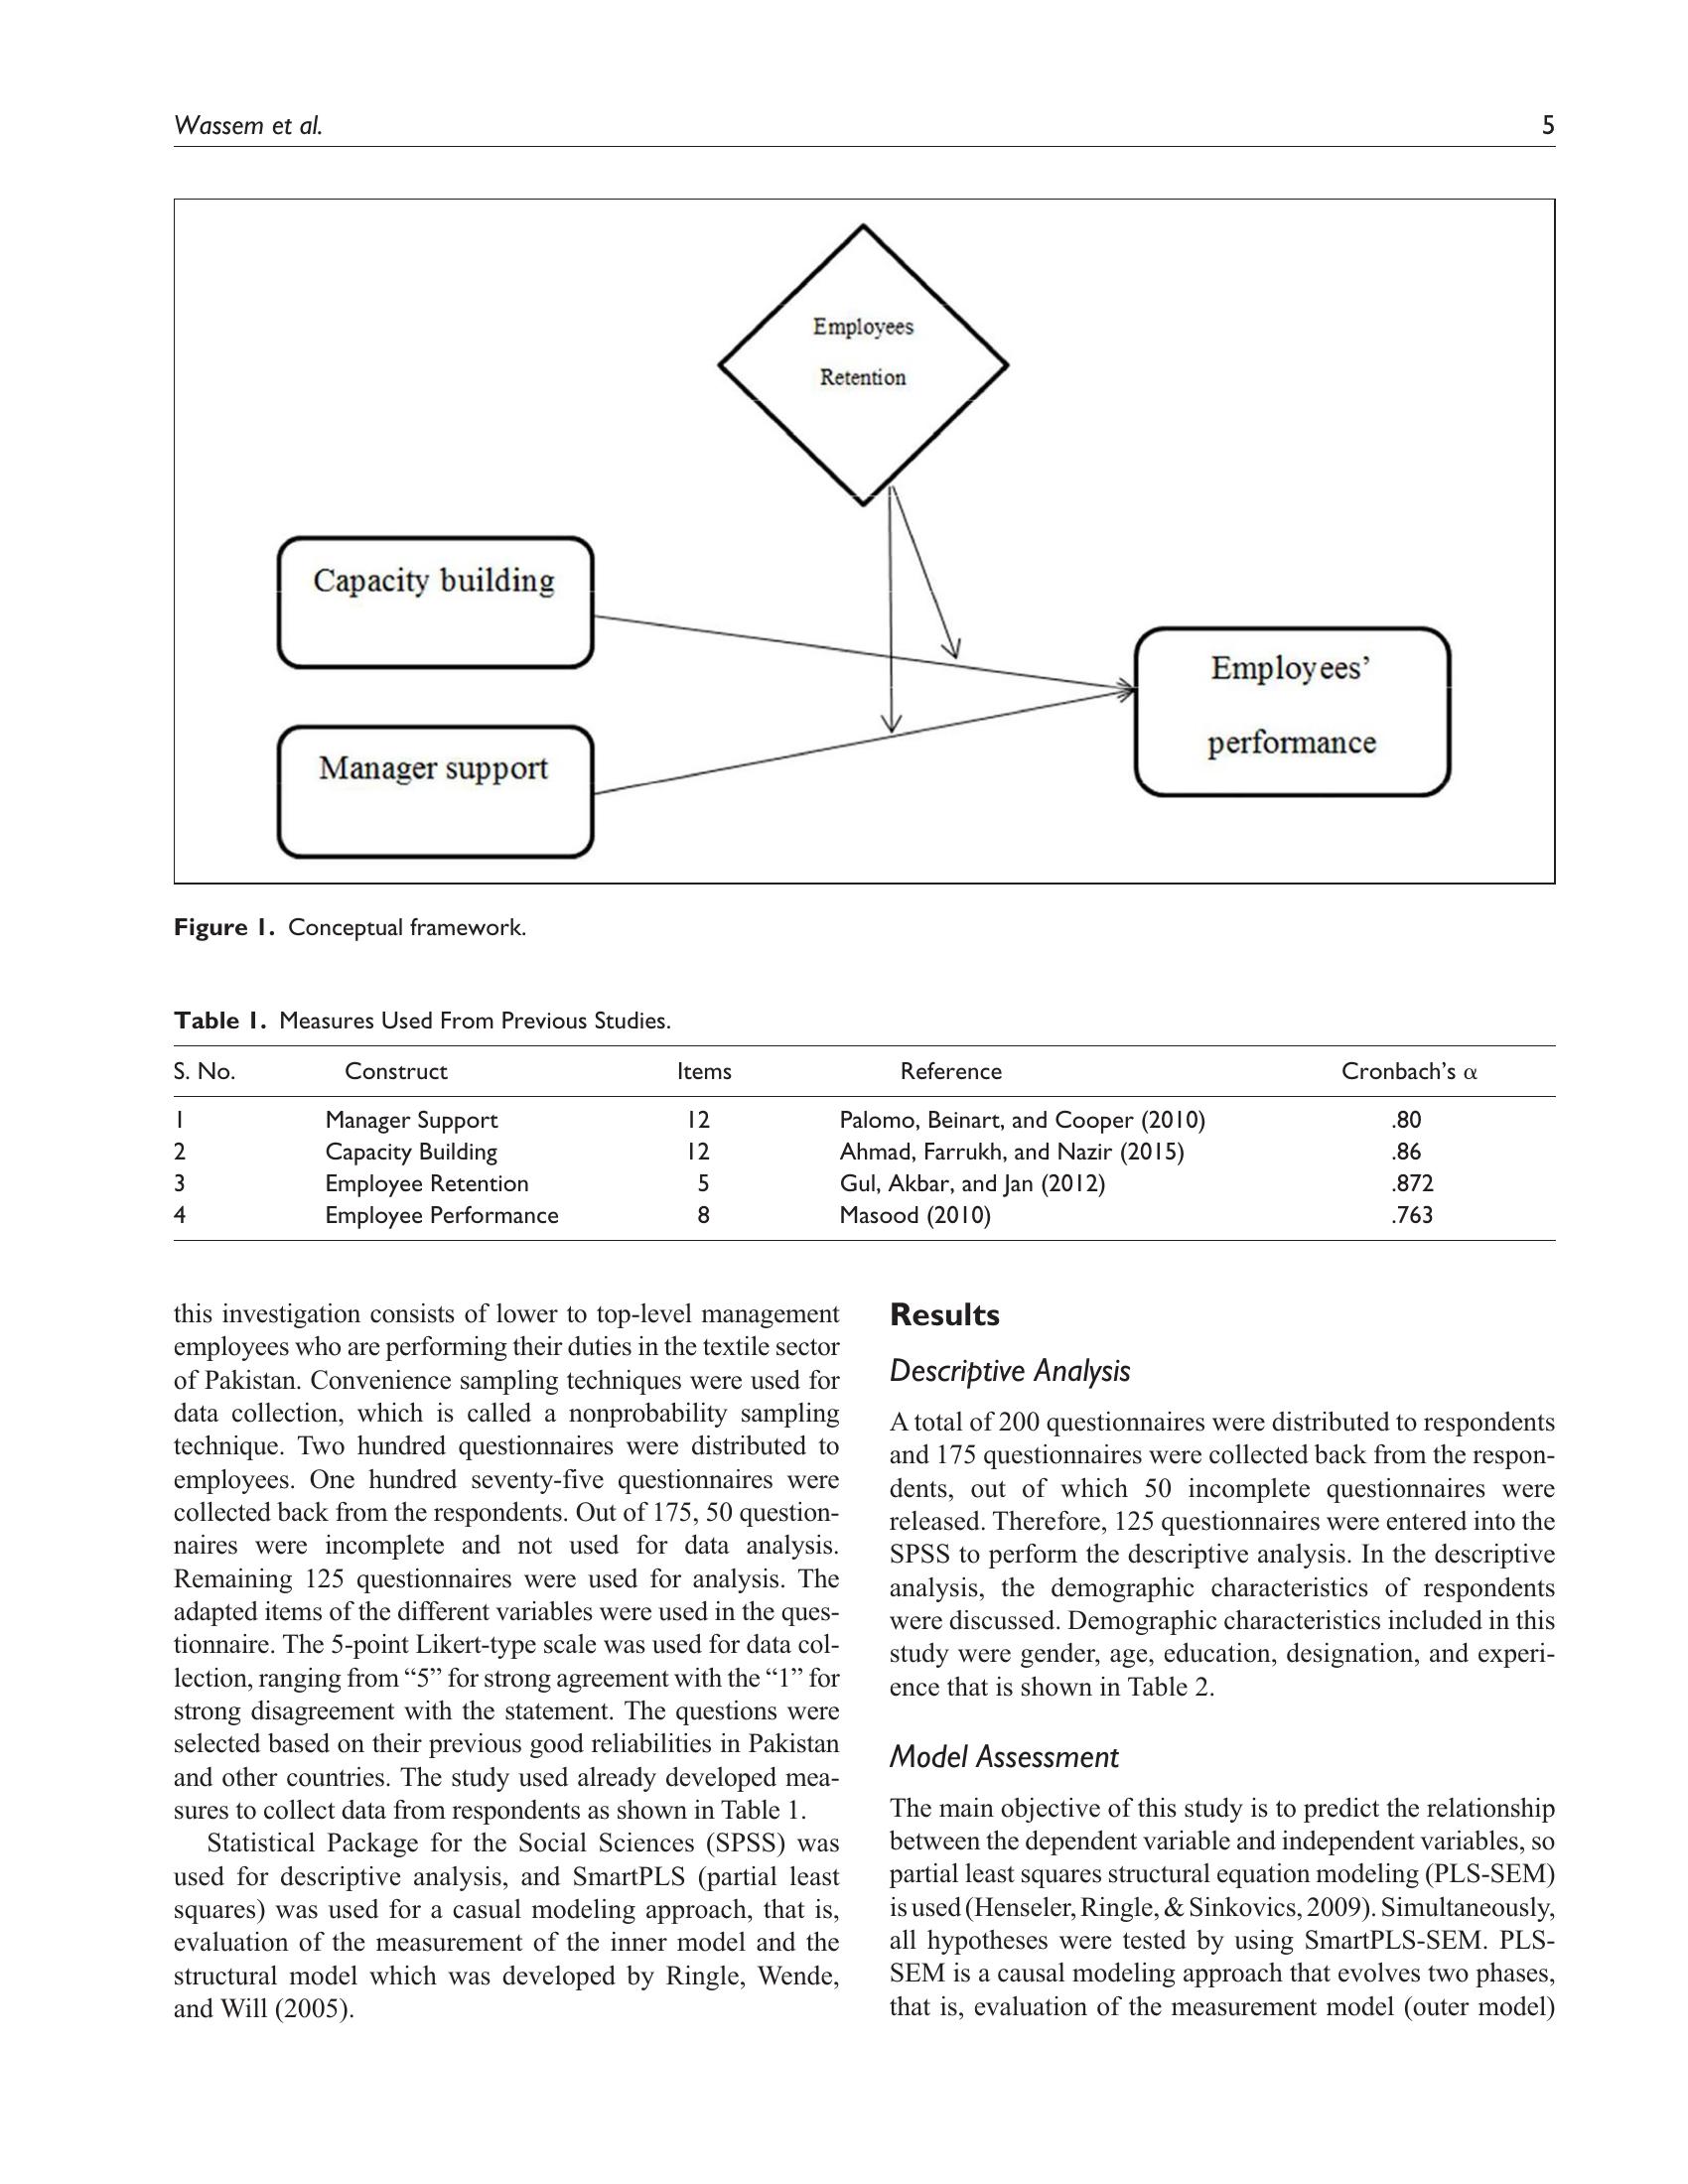 Wassem et al.
5
Employees
Retention
Capacity building
Manager support
Employees’
performance
Figure 1. Conceptual framework.
Table 1. Measures Used From Previous Studies.
S. No. Construct Items Reference Cronbach’s α
1 Manager Support 12 Palomo, Beinart, and Cooper (2010) .80
2 Capacity Building 12 Ahmad, Farrukh, and Nazir (2015) .86
3 Employee Retention 5 Gul, Akbar, and Jan (2012) .872
4 Employee Performance 8 Masood (2010) .763
this investigation consists of lower to top-level management
employees who are performing their duties in the textile sector
of Pakistan. Convenience sampling techniques were used for
data collection, which is called a nonprobability sampling
technique. Two hundred questionnaires were distributed to
employees. One hundred seventy-five questionnaires were
collected back from the respondents. Out of 175, 50 question-
naires were incomplete and not used for data analysis.
Remaining 125 questionnaires were used for analysis. The
adapted items of the different variables were used in the ques-
tionnaire. The 5-point Likert-type scale was used for data col-
lection, ranging from “5” for strong agreement with the “1” for
strong disagreement with the statement. The questions were
selected based on their previous good reliabilities in Pakistan
and other countries. The study used already developed mea-
sures to collect data from respondents as shown in Table 1.
Statistical Package for the Social Sciences (SPSS) was
used for descriptive analysis, and SmartPLS (partial least
squares) was used for a casual modeling approach, that is,
evaluation of the measurement of the inner model and the
structural model which was developed by Ringle, Wende,
and Will (2005).
Results
Descriptive Analysis
A total of 200 questionnaires were distributed to respondents
and 175 questionnaires were collected back from the respon-
dents, out of which 50 incomplete questionnaires were
released. Therefore, 125 questionnaires were entered into the
SPSS to perform the descriptive analysis. In the descriptive
analysis, the demographic characteristics of respondents
were discussed. Demographic characteristics included in this
study were gender, age, education, designation, and experi-
ence that is shown in Table 2.
Model Assessment
The main objective of this study is to predict the relationship
between the dependent variable and independent variables, so
partial least squares structural equation modeling (PLS-SEM)
is used (Henseler, Ringle, & Sinkovics, 2009). Simultaneously,
all hypotheses were tested by using SmartPLS-SEM. PLS-
SEM is a causal modeling approach that evolves two phases,
that is, evaluation of the measurement model (outer model)